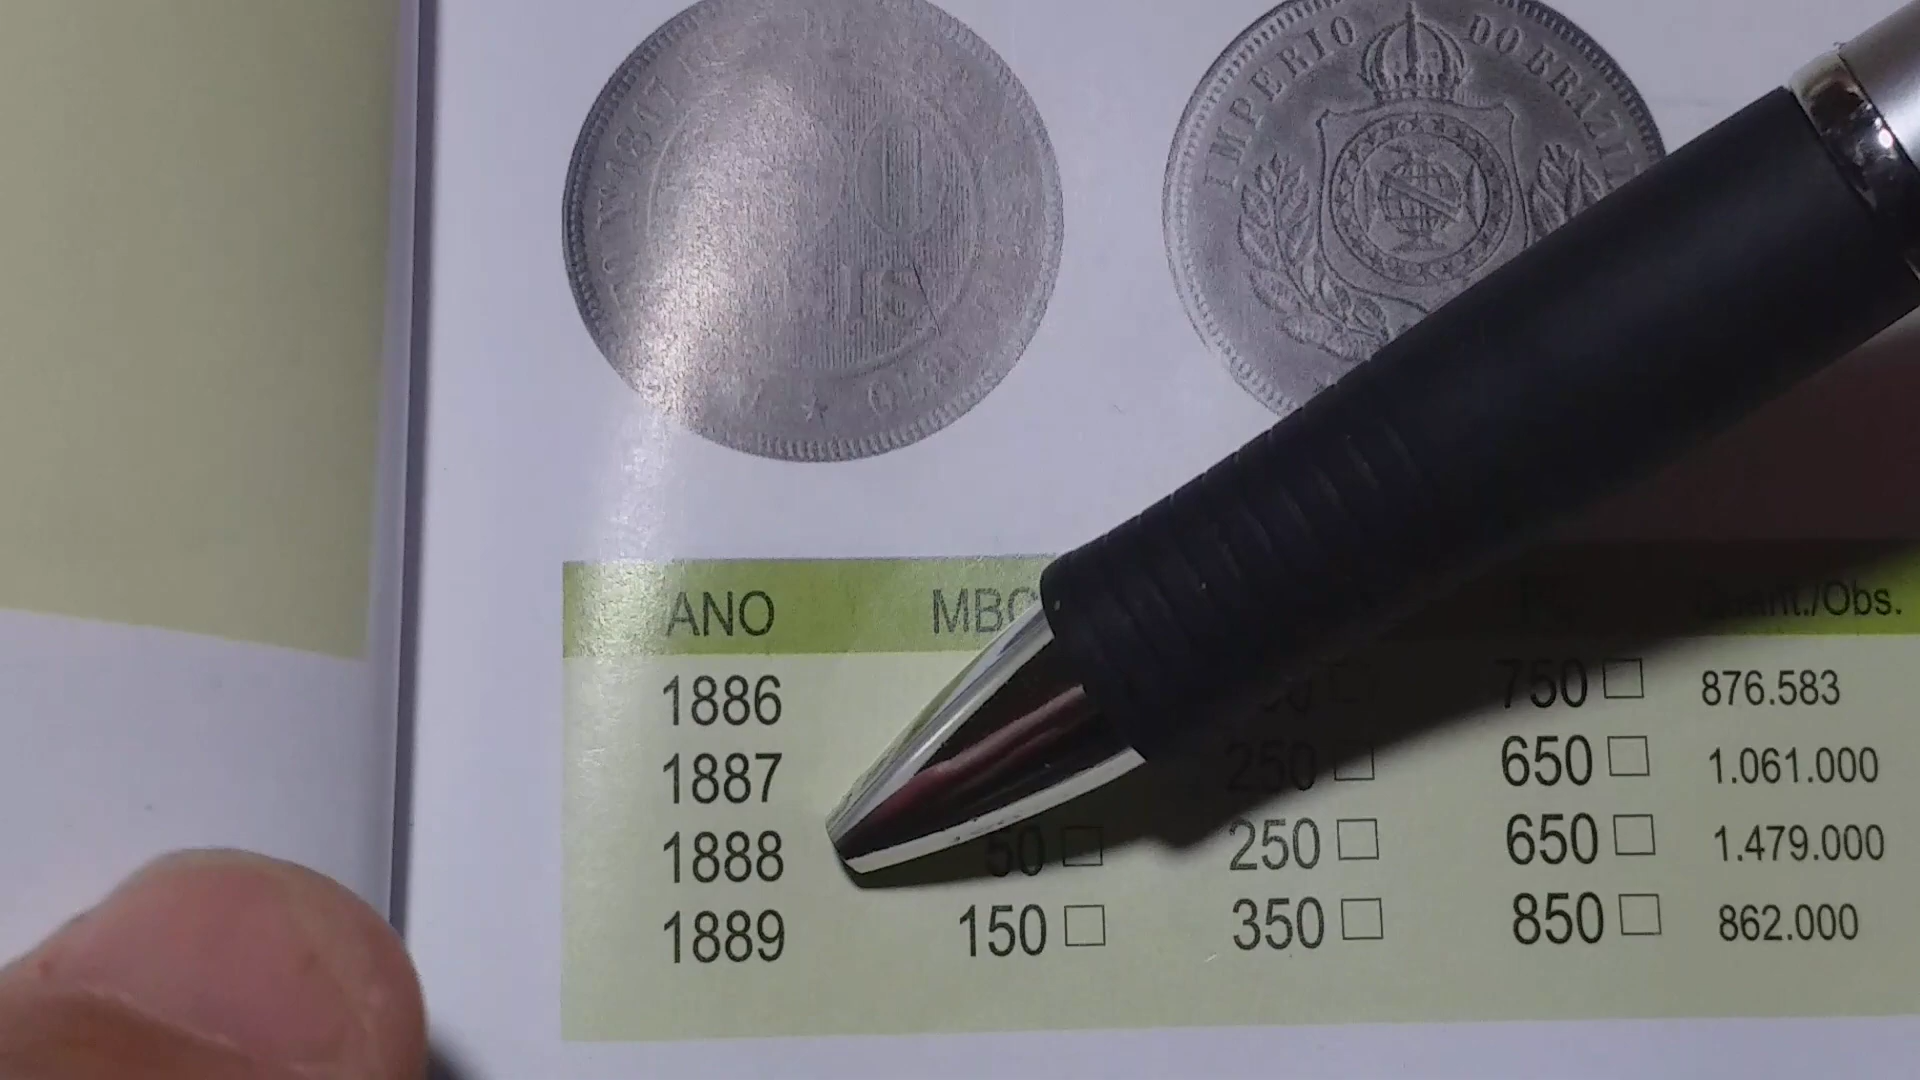 IMPERIO DO BRAZIL
ANO MBC Quant./Obs.
1886 750 876.583
1887 250 650 1.061.000
1888 50 250 650 1.479.000
1889 150 350 850 862.000